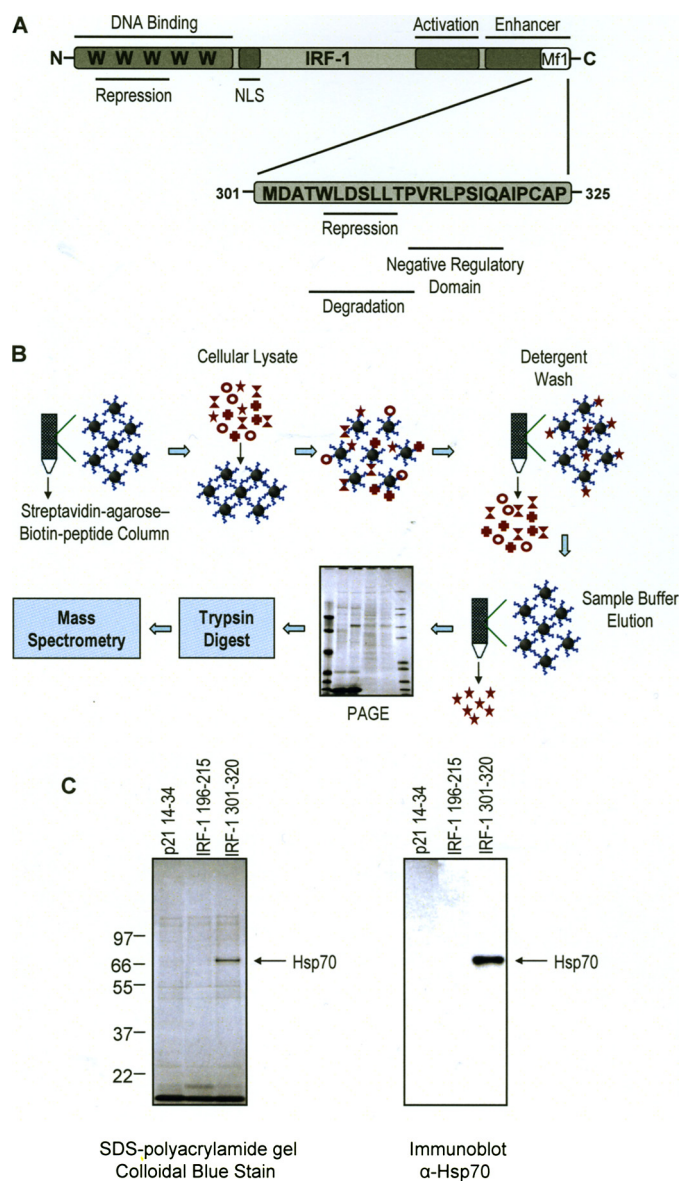 A
DNA Binding
Activation
Enhancer
N
W W W W W
IRF-1
Mf1
C
Repression
NLS
301
MDATWLDSLLTPVRLPSIQAIPCAP
325
Repression
Negative Regulatory
Domain
Degradation
B
Cellular Lysate
Detergent
Wash
Streptavidin-agarose–
Biotin-peptide Column
Mass
Spectrometry
Trypsin
Digest
PAGE
Sample Buffer
Elution
C
p21 14-34
IRF-1 196-215
IRF-1 301-320
p21 14-34
IRF-1 196-215
IRF-1 301-320
97
66
55
37
22
Hsp70
Hsp70
SDS-polyacrylamide gel
Colloidal Blue Stain
Immunoblot
α-Hsp70